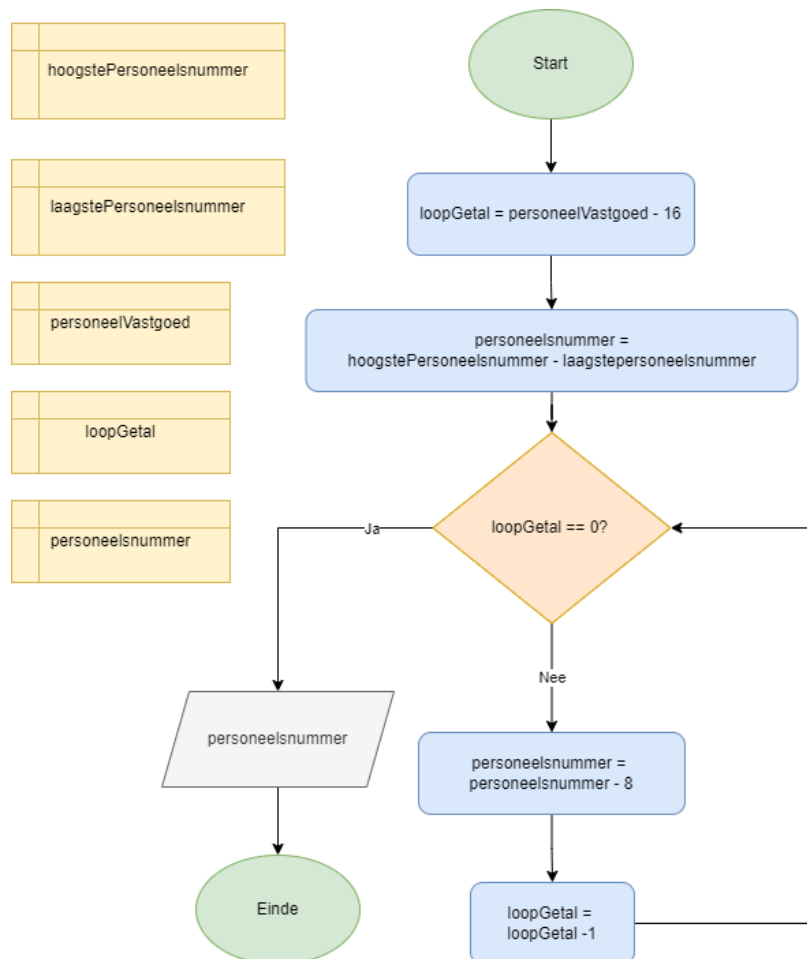 hoogstePersoneelsnummer
laagstePersoneelsnummer
personeelVastgoed
loopGetal
personeelsnummer
Start
loopGetal = personeelVastgoed - 16
personeelsnummer =
hoogstePersoneelsnummer - laagstepersoneelsnummer
loopGetal == 0?
Ja
Nee
personeelsnummer
Einde
personeelsnummer =
personeelsnummer - 8
loopGetal =
loopGetal -1